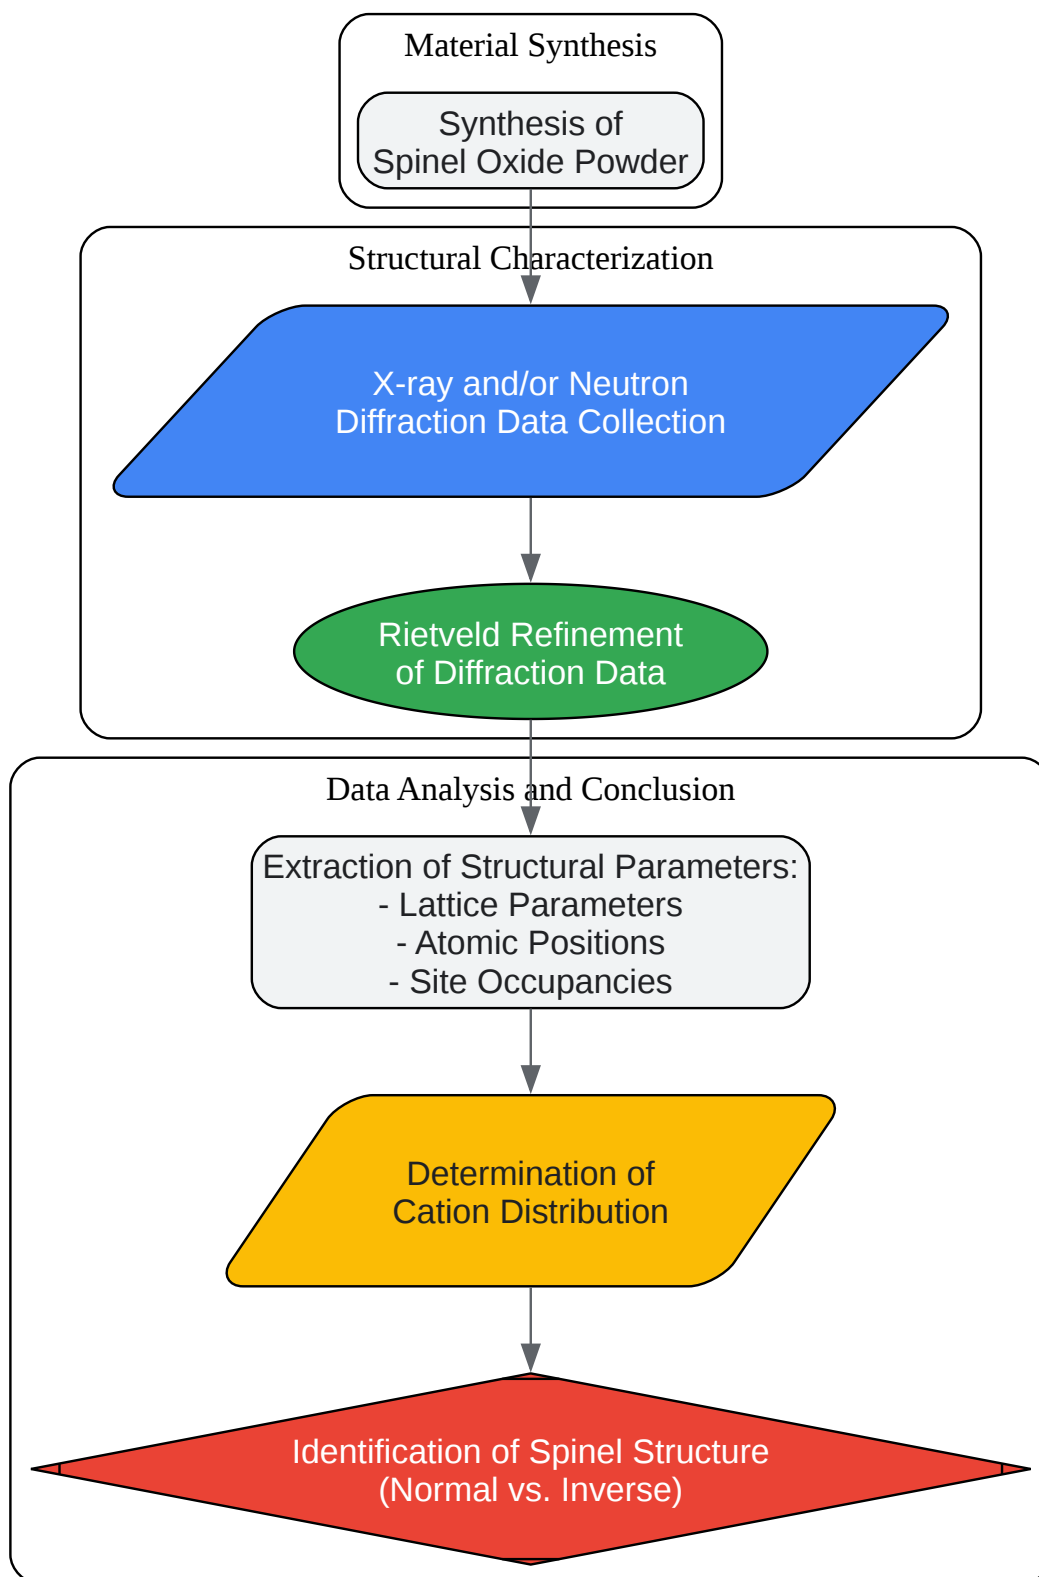 Material Synthesis
Synthesis of
Spinel Oxide Powder
Structural Characterization
X-ray and/or Neutron
Diffraction Data Collection
Rietveld Refinement
of Diffraction Data
Data Analysis and Conclusion
Extraction of Structural Parameters:
- Lattice Parameters
- Atomic Positions
- Site Occupancies
Determination of
Cation Distribution
Identification of Spinel Structure
(Normal vs. Inverse)